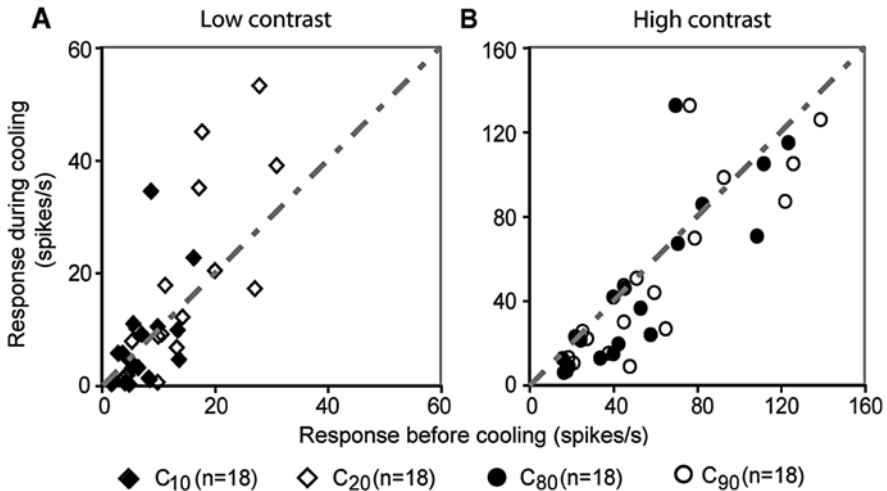 A Low contrast
B High contrast
60
40
20
0
0 20 40 60
160
120
80
40
0
0 40 80 120 160
Response during cooling
(spikes/s)
Response before cooling (spikes/s)
C10(n=18) C20(n=18) C80(n=18) C90(n=18)